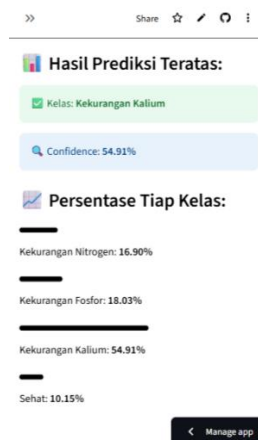 Share
Hasil Prediksi Teratas:
Kelas: Kekurangan Kalium
Confidence: 54.91%
Persentase Tiap Kelas:
Kekurangan Nitrogen: 16.90%
Kekurangan Fosfor: 18.03%
Kekurangan Kalium: 54.91%
Sehat: 10.15%
Manage app